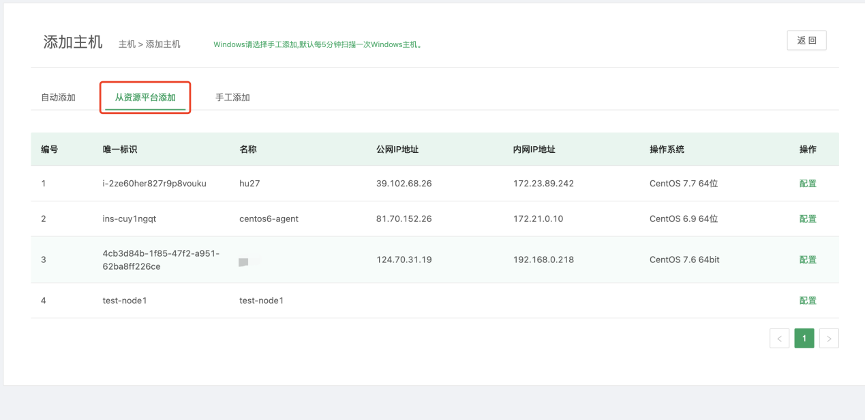 添加主机 主机 > 添加主机 Windows请选择手工添加,默认每5分钟扫描一次Windows主机。 返 回
自动添加 从资源平台添加 手工添加
编号 唯一标识 名称 公网IP地址 内网IP地址 操作系统 操作
1 i-2ze60her827r9p8vouku hu27 39.102.68.26 172.23.89.242 CentOS 7.7 64位 配置
2 ins-cuy1ngqt centos6-agent 81.70.152.26 172.21.0.10 CentOS 6.9 64位 配置
3 4cb3d84b-1f85-47f2-a951- 124.70.31.19 192.168.0.218 CentOS 7.6 64bit 配置
62ba8ff226ce
4 test-node1 test-node1 配置
< 1 >